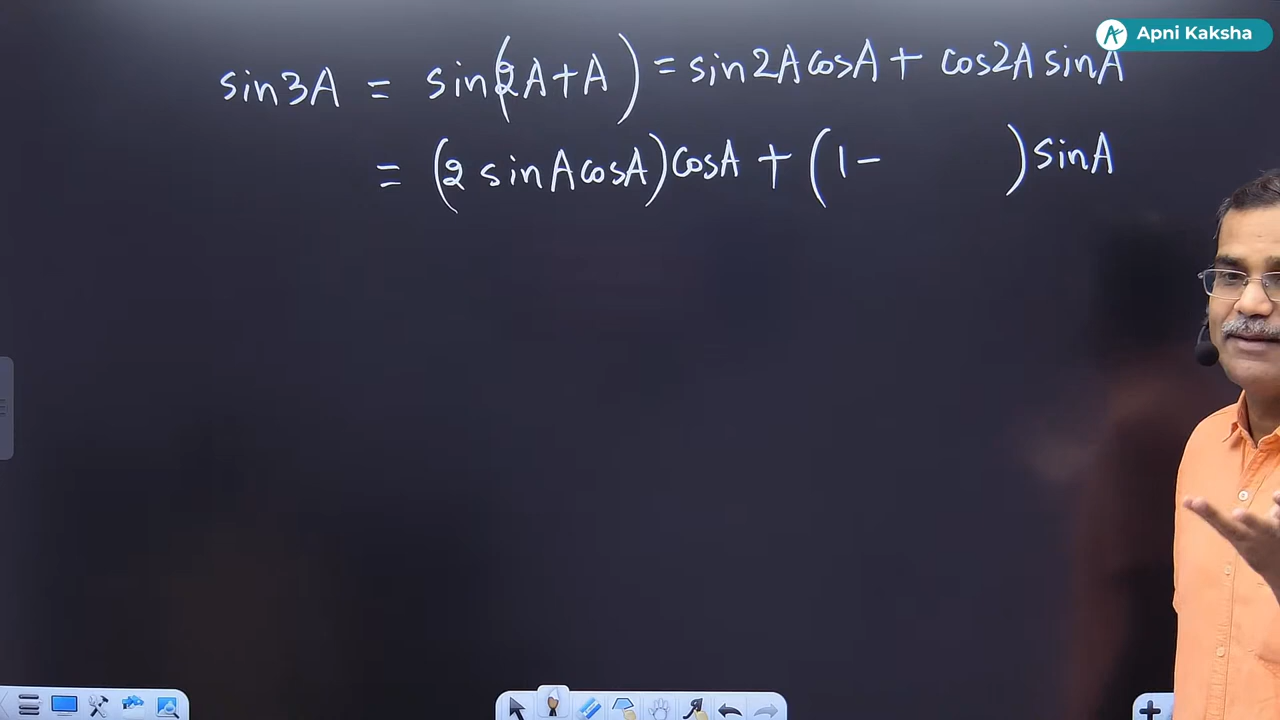 Apni Kaksha
sin3A = sin(2A+A) = sin2A cosA + cos2A sinA
= (2 sinA cosA) cosA + (1- ) sinA